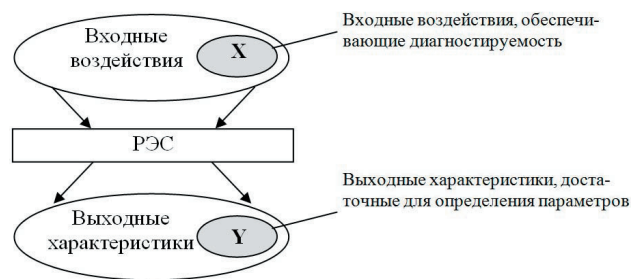 Входные
воздействия
X
Входные воздействия, обеспечи-
вающие диагностируемость
РЭС
Выходные характеристики, доста-
точные для определения параметров
Выходные
характеристики
Y